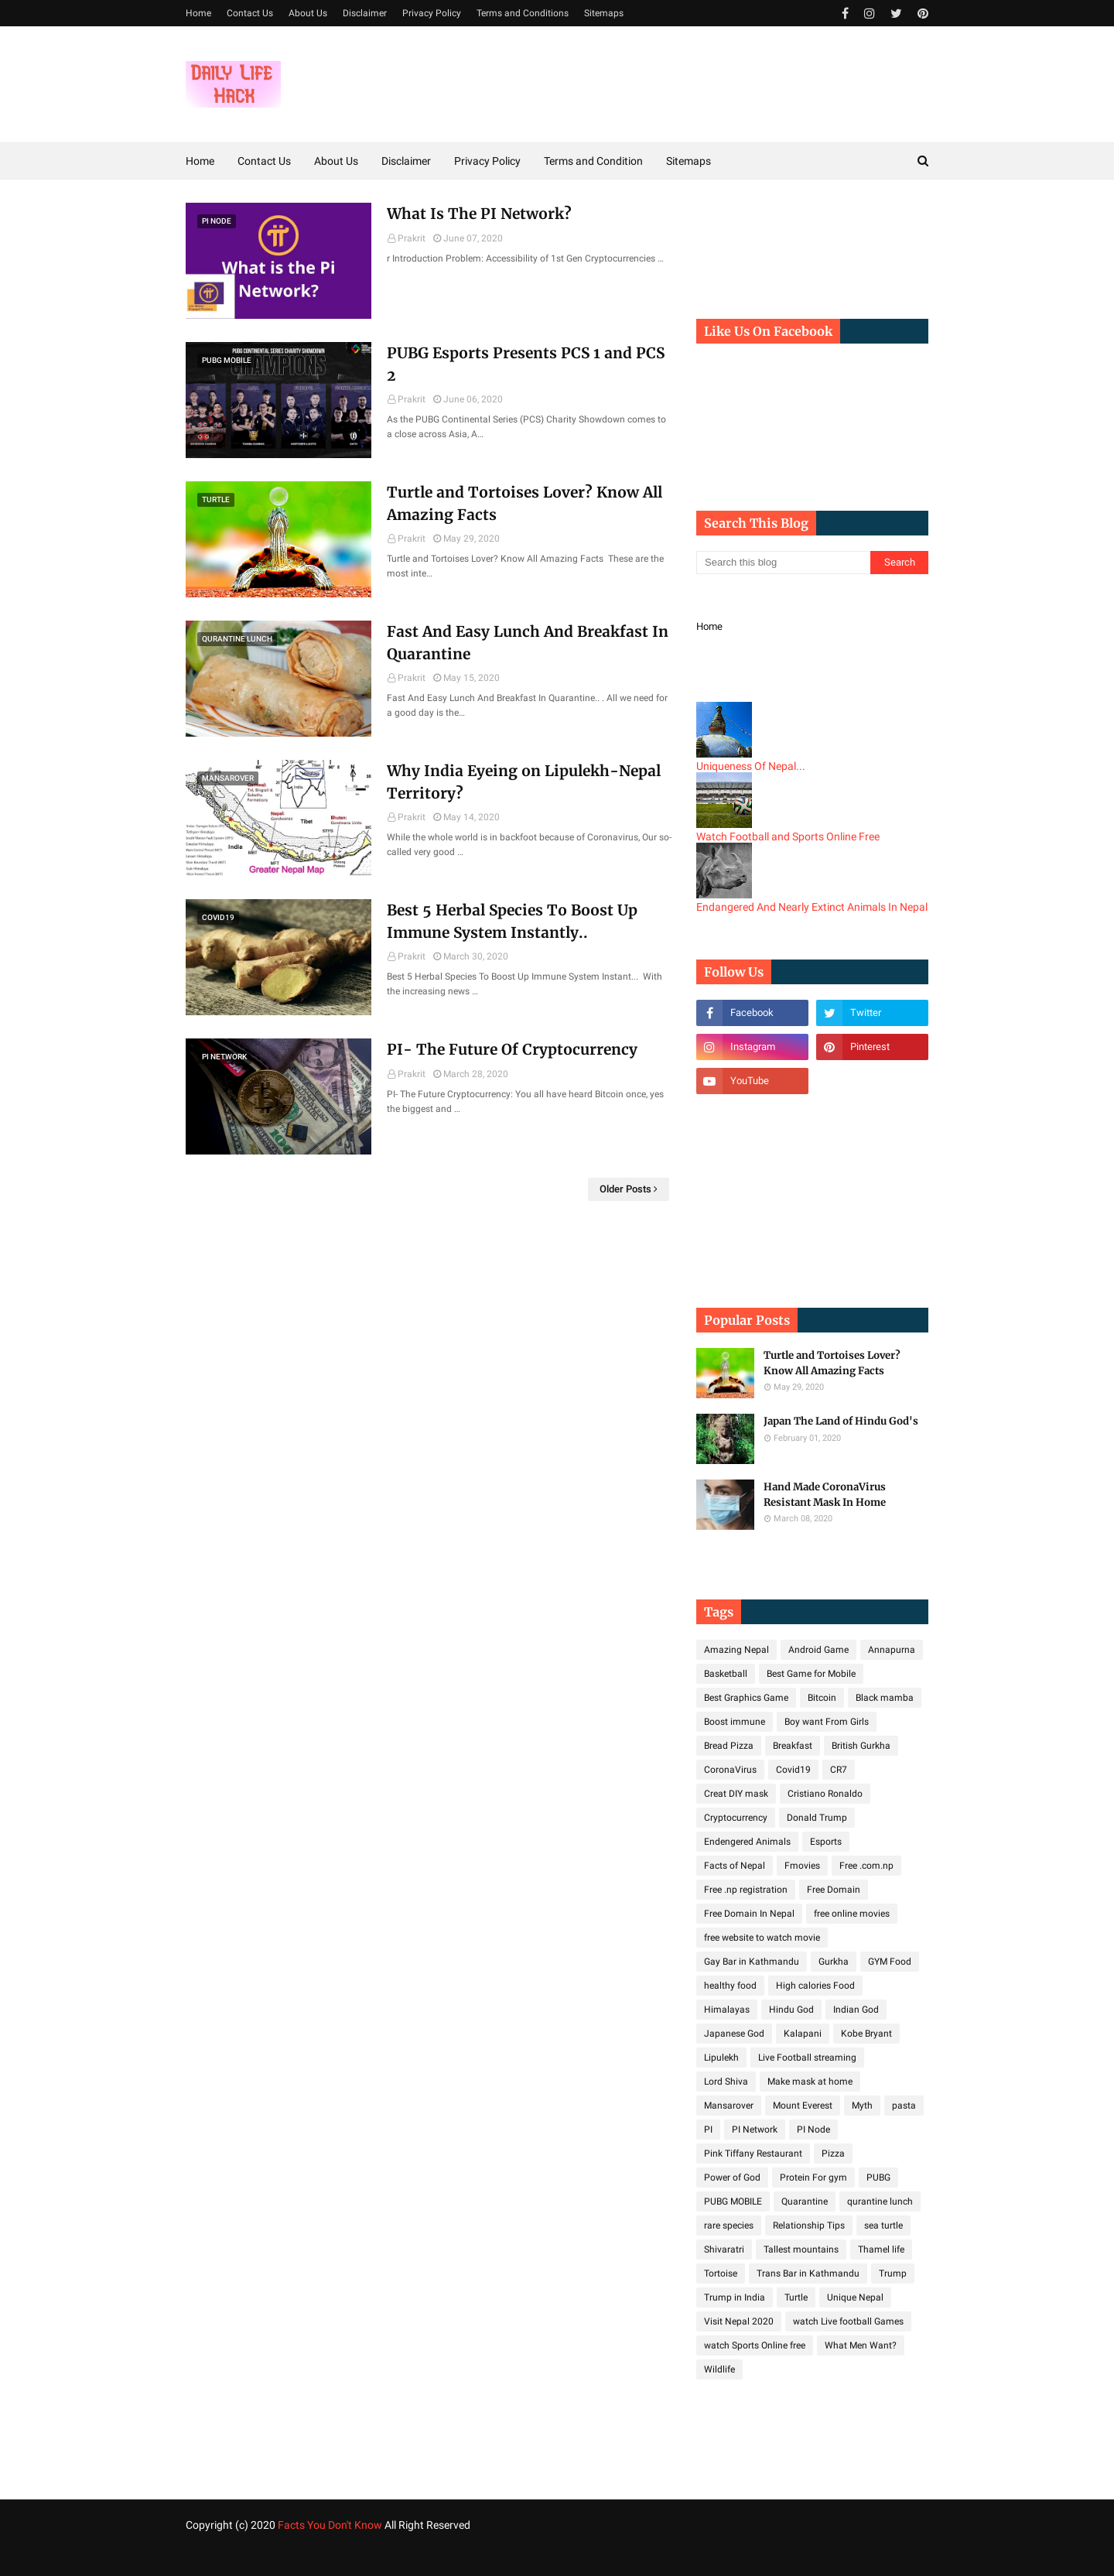 Home Contact Us About Us Disclaimer Privacy Policy Terms and Conditions Sitemaps
DAILY LIFE
HACK
Home Contact Us About Us Disclaimer Privacy Policy Terms and Condition Sitemaps
PI NODE
What is the Pi
Network?
What Is The PI Network?
Prakrit June 07, 2020
r Introduction Problem: Accessibility of 1st Gen Cryptocurrencies …
PUBG CONTINENTAL SERIES CHARITY SHOWDOWN
CHAMPIONS
PUBG MOBILE
PUBG Esports Presents PCS 1 and PCS
2
Prakrit June 06, 2020
As the PUBG Continental Series (PCS) Charity Showdown comes to
a close across Asia, A…
TURTLE
Turtle and Tortoises Lover? Know All
Amazing Facts
Prakrit May 29, 2020
Turtle and Tortoises Lover? Know All Amazing Facts These are the
most inte…
QURANTINE LUNCH
Fast And Easy Lunch And Breakfast In
Quarantine
Prakrit May 15, 2020
Fast And Easy Lunch And Breakfast In Quarantine.. . All we need for
a good day is the…
MANSAROVER
India
Tibet
Nepal:
Bhutan:
India
Greater Nepal Map
Why India Eyeing on Lipulekh-Nepal
Territory?
Prakrit May 14, 2020
While the whole world is in backfoot because of Coronavirus, Our so-
called very good …
COVID19
Best 5 Herbal Species To Boost Up
Immune System Instantly..
Prakrit March 30, 2020
Best 5 Herbal Species To Boost Up Immune System Instant... With
the increasing news …
PI NETWORK
PI- The Future Of Cryptocurrency
Prakrit March 28, 2020
PI- The Future Cryptocurrency: You all have heard Bitcoin once, yes
the biggest and …
Older Posts
Like Us On Facebook
Search This Blog
Search this blog Search
Home
Uniqueness Of Nepal...
Watch Football and Sports Online Free
Endangered And Nearly Extinct Animals In Nepal
Follow Us
Facebook Twitter
Instagram Pinterest
YouTube
Popular Posts
Turtle and Tortoises Lover?
Know All Amazing Facts
May 29, 2020
Japan The Land of Hindu God's
February 01, 2020
Hand Made CoronaVirus
Resistant Mask In Home
March 08, 2020
Tags
Amazing Nepal Android Game Annapurna
Basketball Best Game for Mobile
Best Graphics Game Bitcoin Black mamba
Boost immune Boy want From Girls
Bread Pizza Breakfast British Gurkha
CoronaVirus Covid19 CR7
Creat DIY mask Cristiano Ronaldo
Cryptocurrency Donald Trump
Endengered Animals Esports
Facts of Nepal Fmovies Free .com.np
Free .np registration Free Domain
Free Domain In Nepal free online movies
free website to watch movie
Gay Bar in Kathmandu Gurkha GYM Food
healthy food High calories Food
Himalayas Hindu God Indian God
Japanese God Kalapani Kobe Bryant
Lipulekh Live Football streaming
Lord Shiva Make mask at home
Mansarover Mount Everest Myth pasta
PI PI Network PI Node
Pink Tiffany Restaurant Pizza
Power of God Protein For gym PUBG
PUBG MOBILE Quarantine qurantine lunch
rare species Relationship Tips sea turtle
Shivaratri Tallest mountains Thamel life
Tortoise Trans Bar in Kathmandu Trump
Trump in India Turtle Unique Nepal
Visit Nepal 2020 watch Live football Games
watch Sports Online free What Men Want?
Wildlife
Copyright (c) 2020 Facts You Don't Know All Right Reserved